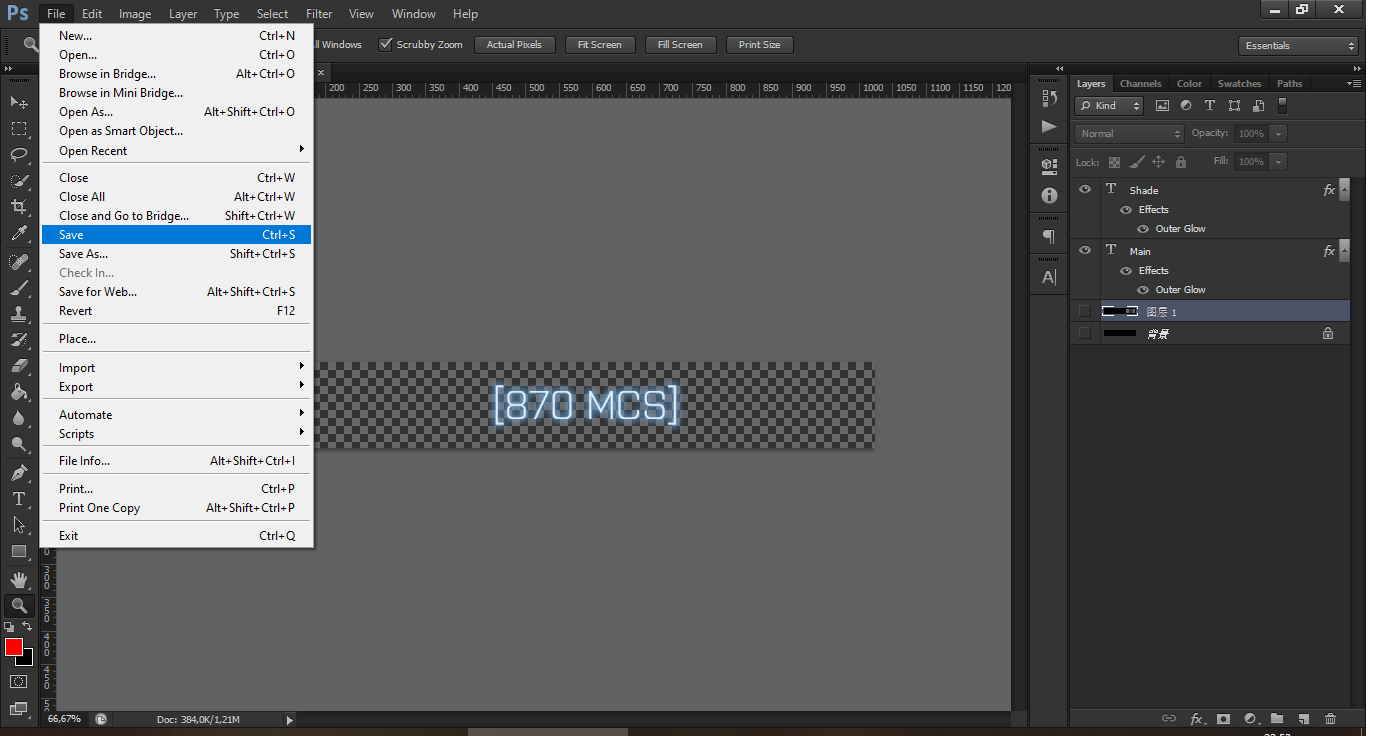 Ps File Edit Image Layer Type Select Filter View Window Help
All Windows Scrubby Zoom Actual Pixels Fit Screen Fill Screen Print Size Essentials
New... Ctrl+N
Open... Ctrl+O
Browse in Bridge... Alt+Ctrl+O
Browse in Mini Bridge...
Open As... Alt+Shift+Ctrl+O
Open as Smart Object...
Open Recent
Close Ctrl+W
Close All Alt+Ctrl+W
Close and Go to Bridge... Shift+Ctrl+W
Save Ctrl+S
Save As... Shift+Ctrl+S
Check In...
Save for Web... Alt+Shift+Ctrl+S
Revert F12
Place...
Import
Export
Automate
Scripts
File Info... Alt+Shift+Ctrl+I
Print... Ctrl+P
Print One Copy Alt+Shift+Ctrl+P
Exit Ctrl+Q
200 250 300 350 400 450 500 550 600 650 700 750 800 850 900 950 1000 1050 1100 1150 120
[870 MCS]
0
300
350
400
450
5
66,67% Doc: 384,0K/1,21M
Layers Channels Color Swatches Paths
Kind
Normal Opacity: 100%
Lock: Fill: 100%
T Shade fx
Effects
Outer Glow
T Main fx
Effects
Outer Glow
图层 1
背景
fx